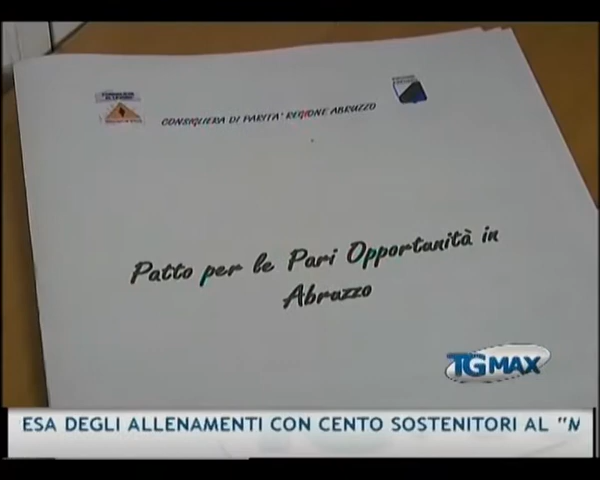 CONSIGLIERA DI PARITA' REGIONE ABRUZZO
Patto per le Pari Opportunità in
Abruzzo
TGMAX
ESA DEGLI ALLENAMENTI CON CENTO SOSTENITORI AL "